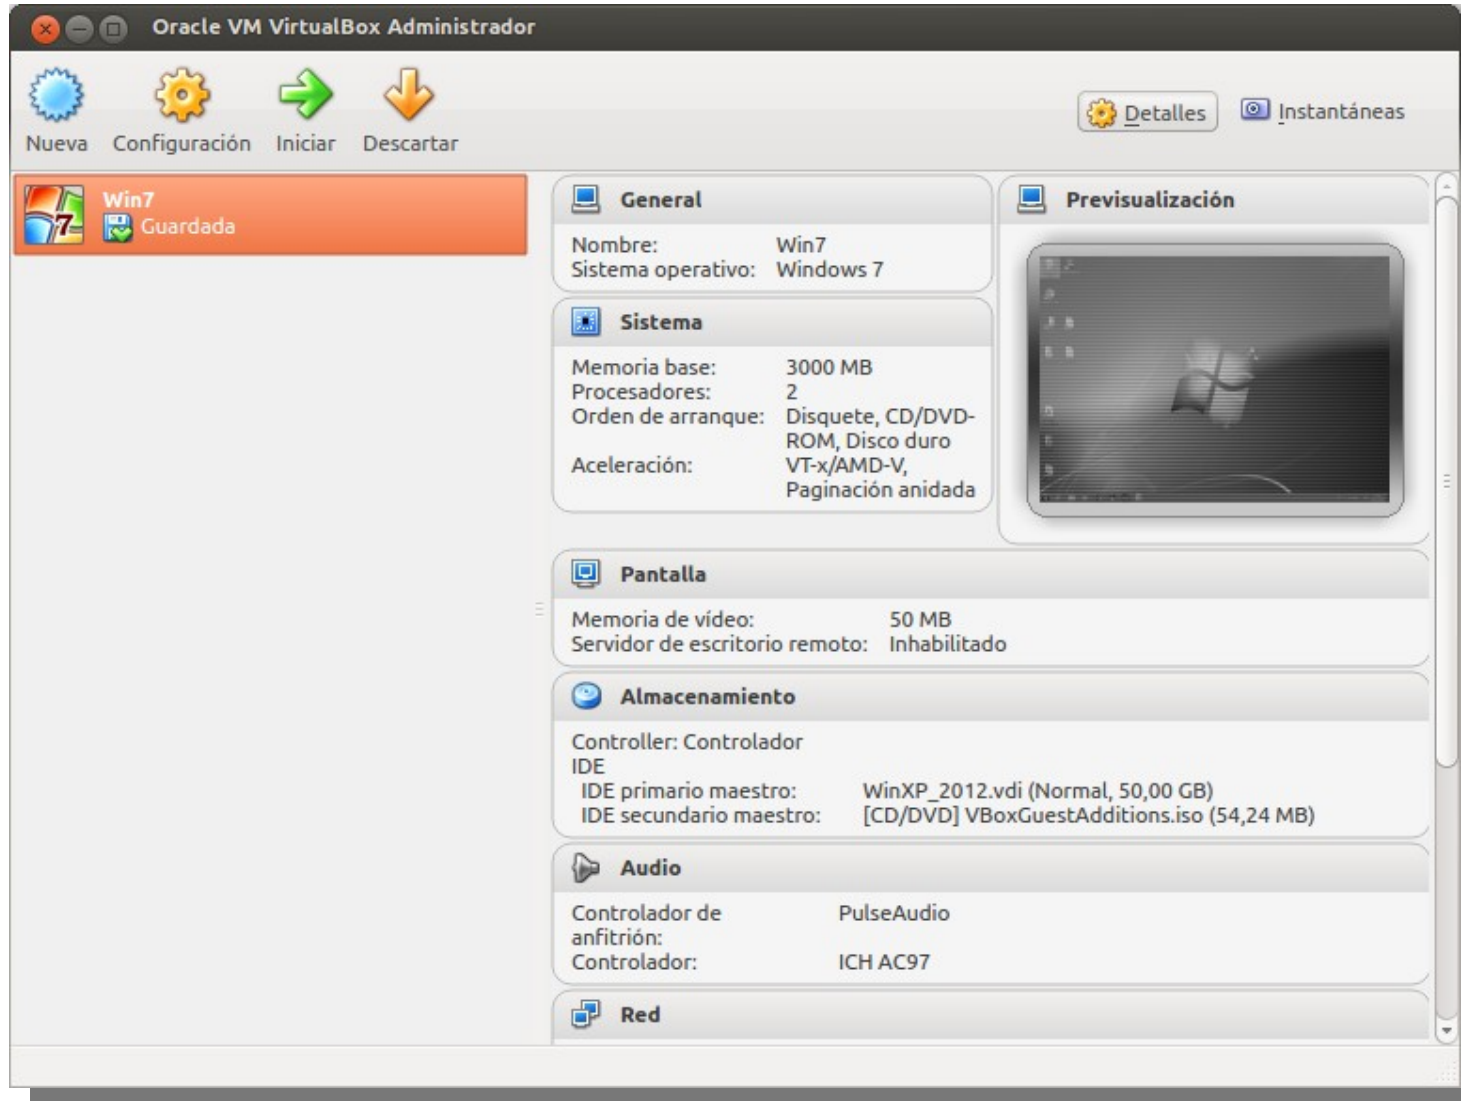 Oracle VM VirtualBox Administrador
Nueva Configuración Iniciar Descartar
Detalles Instantáneas
Win7
Guardada
General
Nombre: Win7
Sistema operativo: Windows 7
Previsualización
Sistema
Memoria base: 3000 MB
Procesadores: 2
Orden de arranque: Disquete, CD/DVD-
ROM, Disco duro
Aceleración: VT-x/AMD-V,
Paginación anidada
Pantalla
Memoria de vídeo: 50 MB
Servidor de escritorio remoto: Inhabilitado
Almacenamiento
Controller: Controlador
IDE
IDE primario maestro: WinXP_2012.vdi (Normal, 50,00 GB)
IDE secundario maestro: [CD/DVD] VBoxGuestAdditions.iso (54,24 MB)
Audio
Controlador de PulseAudio
anfitrión:
Controlador: ICH AC97
Red